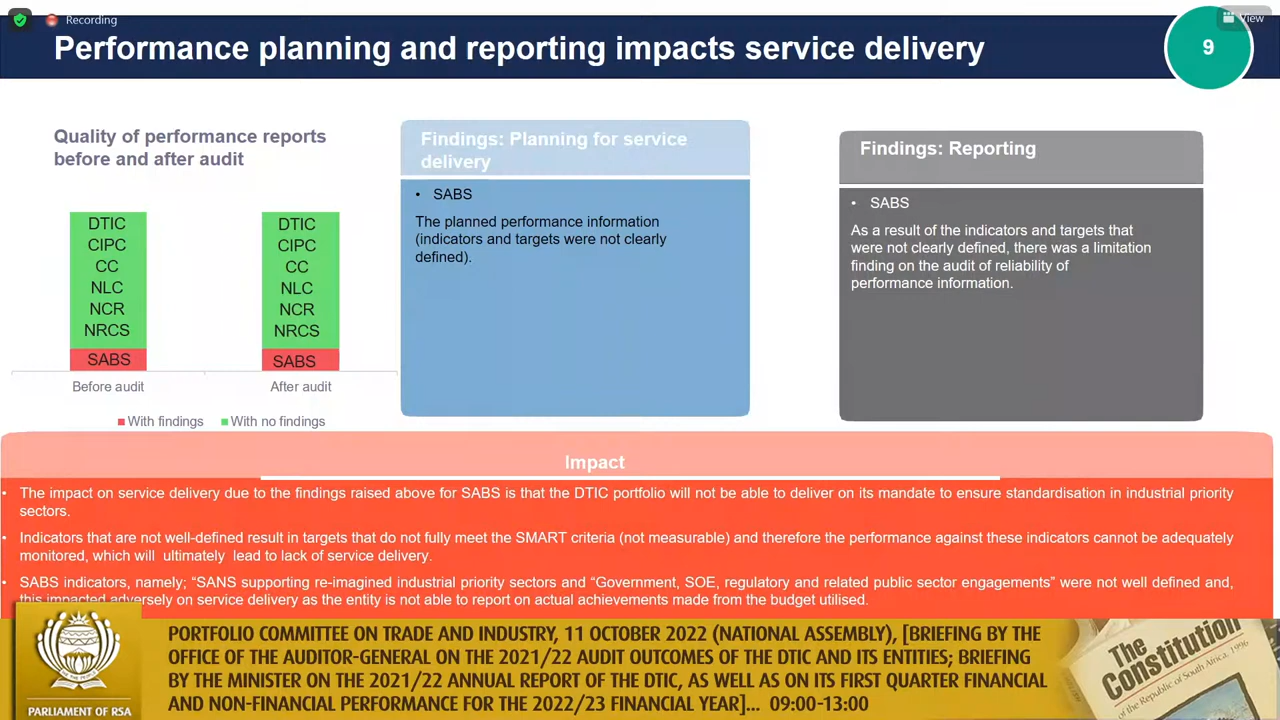 Recording
View
Performance planning and reporting impacts service delivery
9
Quality of performance reports
before and after audit
DTIC
CIPC
CC
NLC
NCR
NRCS
SABS
Before audit
DTIC
CIPC
CC
NLC
NCR
NRCS
SABS
After audit
With findings
With no findings
Findings: Planning for service
delivery
• SABS
The planned performance information
(indicators and targets were not clearly
defined).
Findings: Reporting
• SABS
As a result of the indicators and targets that
were not clearly defined, there was a limitation
finding on the audit of reliability of
performance information.
Impact
• The impact on service delivery due to the findings raised above for SABS is that the DTIC portfolio will not be able to deliver on its mandate to ensure standardisation in industrial priority
sectors.
• Indicators that are not well-defined result in targets that do not fully meet the SMART criteria (not measurable) and therefore the performance against these indicators cannot be adequately
monitored, which will ultimately lead to lack of service delivery.
• SABS indicators, namely; “SANS supporting re-imagined industrial priority sectors and “Government, SOE, regulatory and related public sector engagements” were not well defined and,
this impacted adversely on service delivery as the entity is not able to report on actual achievements made from the budget utilised.
PARLIAMENT OF RSA
PORTFOLIO COMMITTEE ON TRADE AND INDUSTRY, 11 OCTOBER 2022 (NATIONAL ASSEMBLY), [BRIEFING BY THE
OFFICE OF THE AUDITOR-GENERAL ON THE 2021/22 AUDIT OUTCOMES OF THE DTIC AND ITS ENTITIES; BRIEFING
BY THE MINISTER ON THE 2021/22 ANNUAL REPORT OF THE DTIC, AS WELL AS ON ITS FIRST QUARTER FINANCIAL
AND NON-FINANCIAL PERFORMANCE FOR THE 2022/23 FINANCIAL YEAR]... 09:00-13:00
The
Constitution
of the Republic of South Africa, 1996